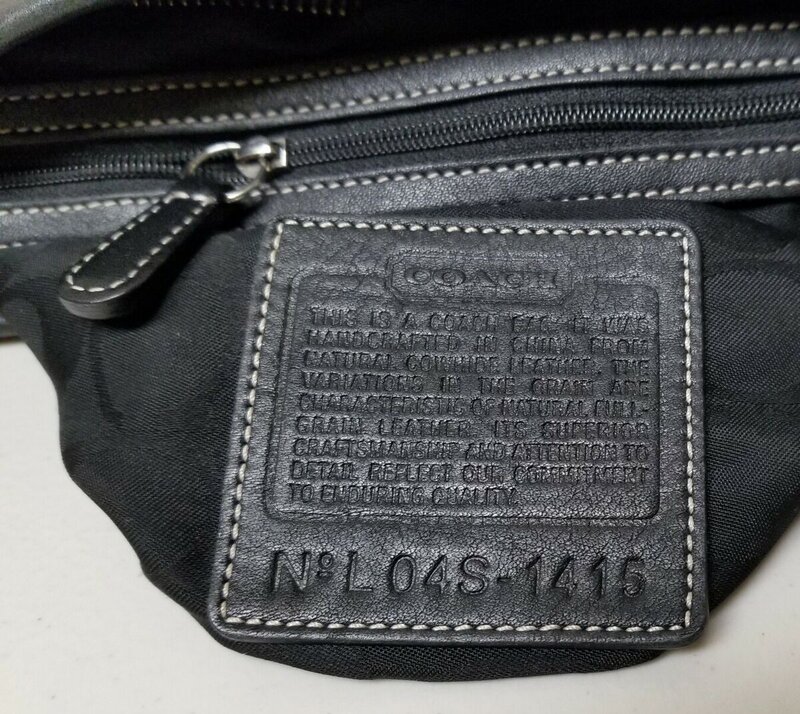 COACH
THIS IS A COACH BAG. IT WAS
HANDCRAFTED IN CHINA FROM
NATURAL COWHIDE LEATHER. THE
VARIATIONS IN THE GRAIN ARE
CHARACTERISTIC OF NATURAL FULL-
GRAIN LEATHER. ITS SUPERIOR
CRAFTSMANSHIP AND ATTENTION TO
DETAIL REFLECT OUR COMMITMENT
TO ENDURING QUALITY.
Nº L04S-1415